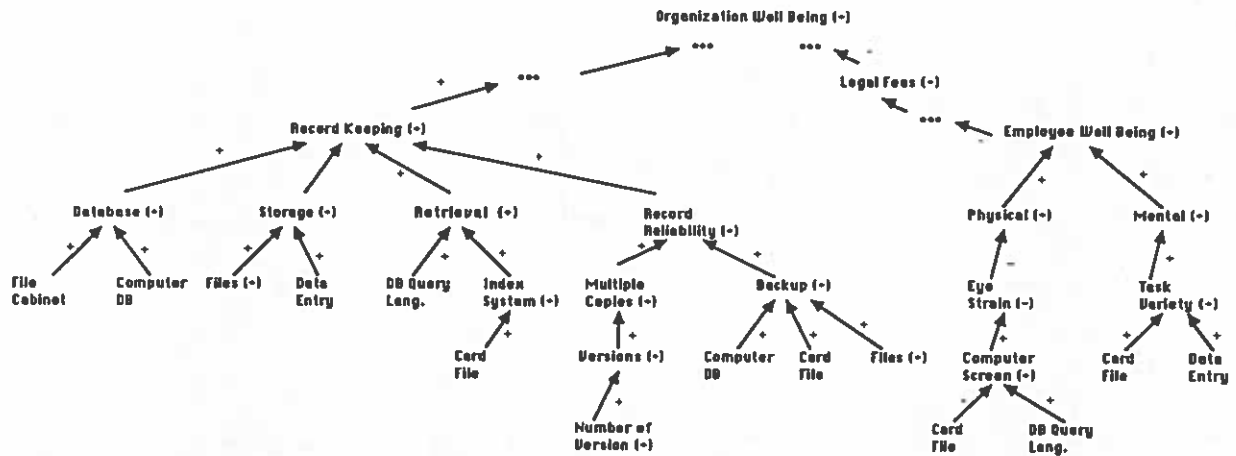 Organization Well Being (+)
••• •••
•••
Legal Fees (-)
•••
Record Keeping (+)
Employee Well Being (+)
Database (+) Storage (+) Retrieval (+) Record
Reliability (+)
Physical (+) Mental (+)
File
Cabinet
Computer
DB
Files (+)
Data
Entry
DB Query
Lang.
Index
System (+)
Multiple
Copies (+)
Backup (+)
Eye
Strain (-)
Task
Variety (+)
Card
File
Versions (+)
Computer
DB
Card
File
Files (+)
Computer
Screen (+)
Card
File
Data
Entry
Number of
Version (+)
Card
File
DB Query
Lang.